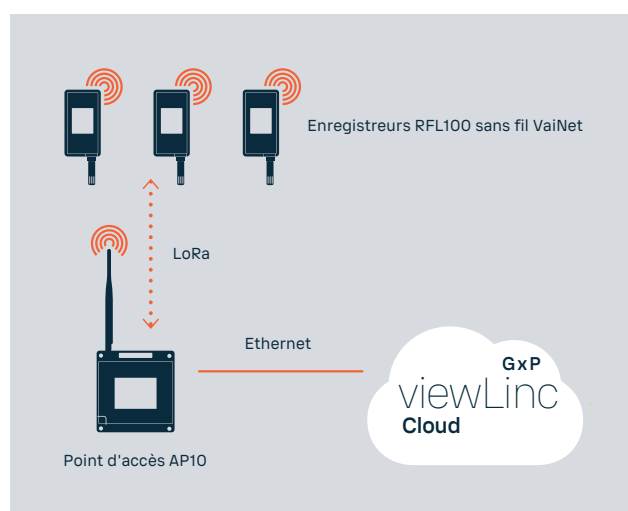 Enregistreurs RFL100 sans fil VaiNet
LoRa
Ethernet
GxP
viewLinc
Cloud
Point d'accès AP10